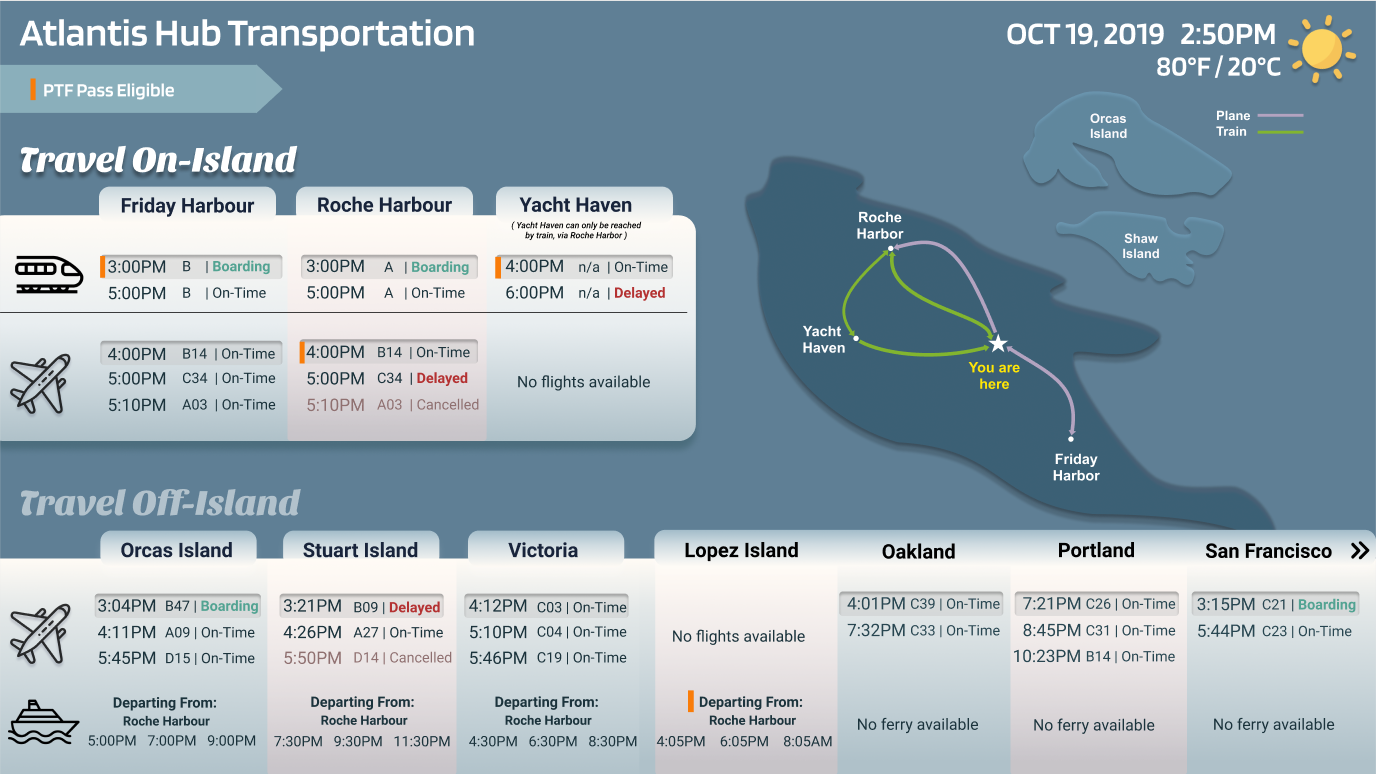 Atlantis Hub Transportation
OCT 19, 2019 2:50PM
80°F / 20°C
PTF Pass Eligible
Orcas
Island
Plane
Train
Shaw
Island
Roche
Harbor
Yacht
Haven
You are
here
Friday
Harbor
Travel On-Island
Friday Harbour
Roche Harbour
Yacht Haven
( Yacht Haven can only be reached
by train, via Roche Harbor )
3:00PM B | Boarding
5:00PM B | On-Time
3:00PM A | Boarding
5:00PM A | On-Time
4:00PM n/a | On-Time
6:00PM n/a | Delayed
4:00PM B14 | On-Time
5:00PM C34 | On-Time
5:10PM A03 | On-Time
4:00PM B14 | On-Time
5:00PM C34 | Delayed
5:10PM A03 | Cancelled
No flights available
Travel Off-Island
Orcas Island
Stuart Island
Victoria
Lopez Island
Oakland
Portland
San Francisco
3:04PM B47 | Boarding
4:11PM A09 | On-Time
5:45PM D15 | On-Time
3:21PM B09 | Delayed
4:26PM A27 | On-Time
5:50PM D14 | Cancelled
4:12PM C03 | On-Time
5:10PM C04 | On-Time
5:46PM C19 | On-Time
No flights available
4:01PM C39 | On-Time
7:32PM C33 | On-Time
7:21PM C26 | On-Time
8:45PM C31 | On-Time
10:23PM B14 | On-Time
3:15PM C21 | Boarding
5:44PM C23 | On-Time
Departing From:
Roche Harbour
5:00PM 7:00PM 9:00PM
Departing From:
Roche Harbour
7:30PM 9:30PM 11:30PM
Departing From:
Roche Harbour
4:30PM 6:30PM 8:30PM
Departing From:
Roche Harbour
4:05PM 6:05PM 8:05AM
No ferry available
No ferry available
No ferry available